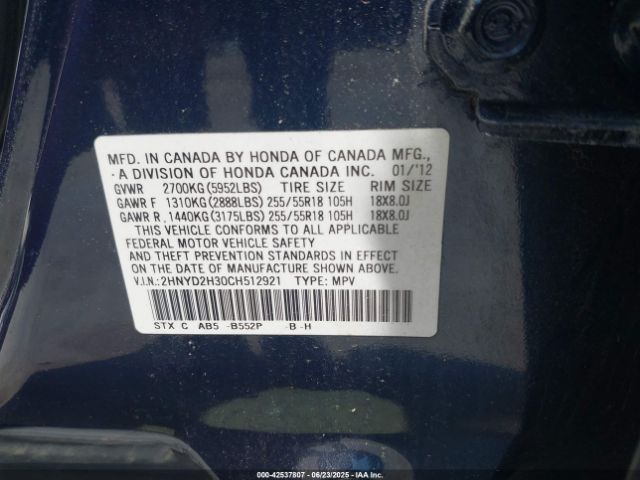 MFD. IN CANADA BY HONDA OF CANADA MFG.,
- A DIVISION OF HONDA CANADA INC. 01/'12
GVWR 2700KG(5952LBS) TIRE SIZE RIM SIZE
GAWR F 1310KG(2888LBS) 255/55R18 105H 18X8.0J
GAWR R, 1440KG(3175LBS) 255/55R18 105H 18X8.0J
THIS VEHICLE CONFORMS TO ALL APPLICABLE
FEDERAL MOTOR VEHICLE SAFETY
AND THEFT PREVENTION STANDARDS IN EFFECT
ON THE DATE OF MANUFACTURE SHOWN ABOVE.
V.I.N.: 2HNYD2H30CH512921 TYPE: MPV
STX C AB5 -B552P -B -H
000-42537807 - 06/23/2025 - IAAI.com